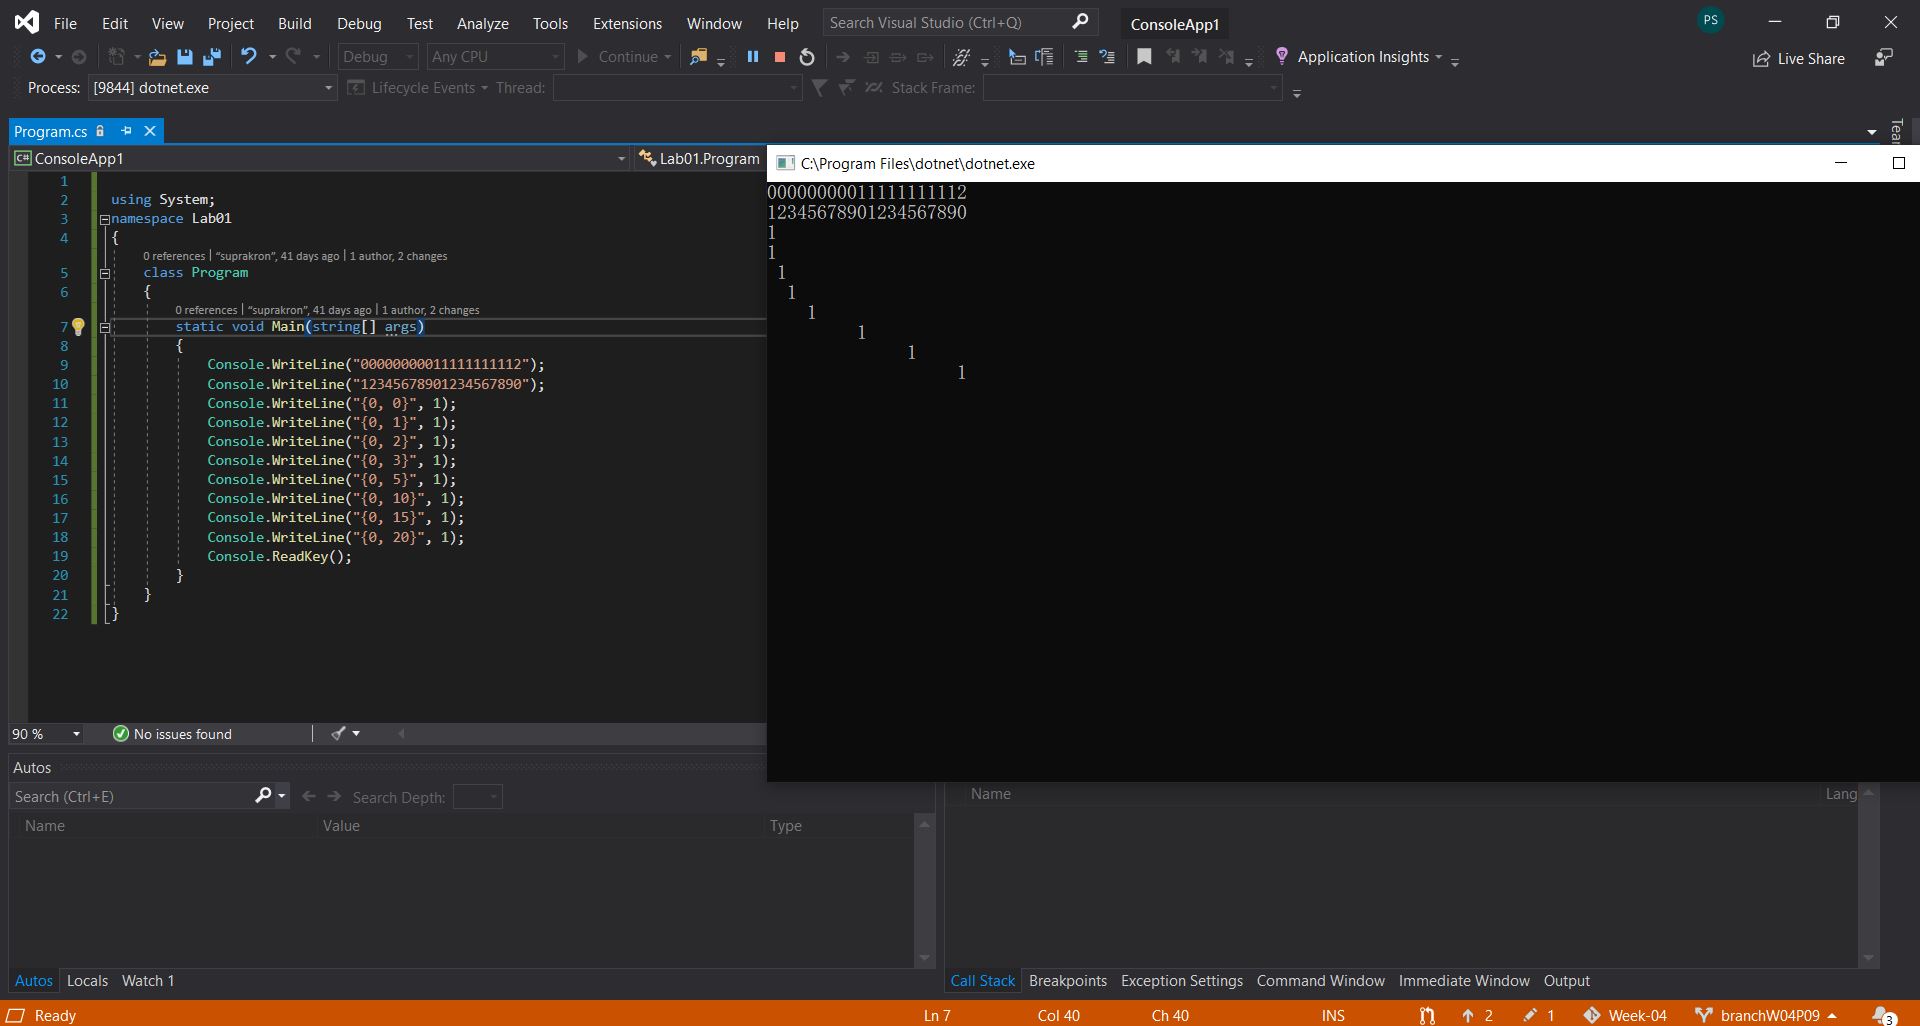 File Edit View Project Build Debug Test Analyze Tools Extensions Window Help Search Visual Studio (Ctrl+Q) ConsoleApp1 PS
Debug Any CPU Continue Application Insights Live Share
Process: [9844] dotnet.exe Lifecycle Events Thread: Stack Frame:
Program.cs
C# ConsoleApp1 Lab01.Program
1
2 using System;
3 namespace Lab01
4 {
0 references | “suprakron”, 41 days ago | 1 author, 2 changes
5 class Program
6 {
0 references | “suprakron”, 41 days ago | 1 author, 2 changes
7 static void Main(string[] args)
8 {
9 Console.WriteLine("00000000011111111112");
10 Console.WriteLine("12345678901234567890");
11 Console.WriteLine("{0, 0}", 1);
12 Console.WriteLine("{0, 1}", 1);
13 Console.WriteLine("{0, 2}", 1);
14 Console.WriteLine("{0, 3}", 1);
15 Console.WriteLine("{0, 5}", 1);
16 Console.WriteLine("{0, 10}", 1);
17 Console.WriteLine("{0, 15}", 1);
18 Console.WriteLine("{0, 20}", 1);
19 Console.ReadKey();
20 }
21 }
22 }
C:\Program Files\dotnet\dotnet.exe
00000000011111111112
12345678901234567890
1
1
1
1
1
1
1
1
90 % No issues found
Autos
Search (Ctrl+E) Search Depth:
Name Value Type
Autos Locals Watch 1
Name Lang
Call Stack Breakpoints Exception Settings Command Window Immediate Window Output
Ready Ln 7 Col 40 Ch 40 INS 2 1 Week-04 branchW04P09 3